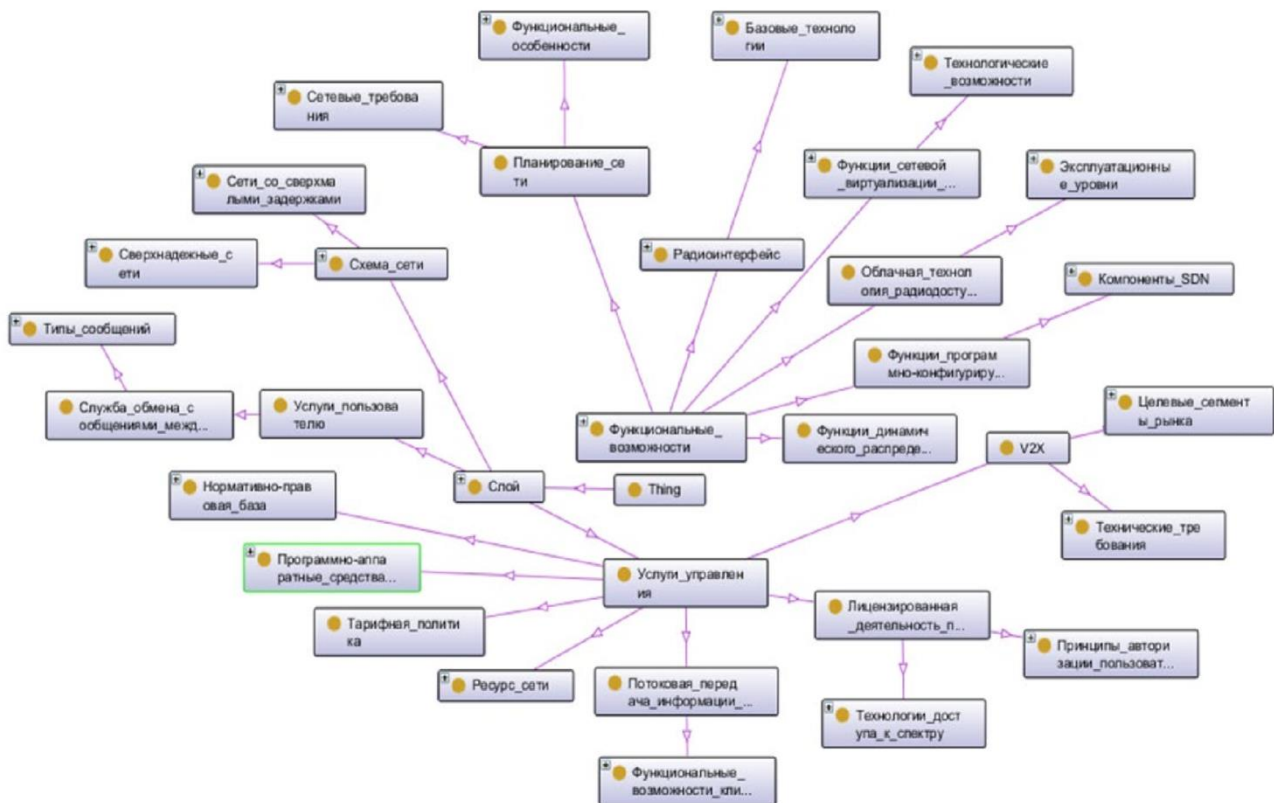 Функциональные_
особенности
Базовые_техноло
гии
Технологические
_возможности
Сетевые_требова
ния
Планирование_се
ти
Функции_сетевой
_виртуализации_...
Эксплуатационны
е_уровни
Сети_со_сверхма
лыми_задержками
Сверхнадежные_с
ети
Схема_сети
Радиоинтерфейс
Облачная_технол
огия_радиодосту...
Компоненты_SDN
Типы_сообщений
Функции_програм
мно-конфигуриру...
Служба_обмена_с
ообщениями_межд...
Услуги_пользова
телю
Функциональные_
возможности
Функции_динамич
еского_распреде...
Целевые_сегмент
ы_рынка
V2X
Нормативно-прав
овая_база
Слой
Thing
Технические_тре
бования
Программно-аппа
ратные_средства...
Услуги_управлен
ия
Тарифная_полити
ка
Лицензированная
_деятельность_п...
Принципы_автори
зации_пользоват...
Ресурс_сети
Потоковая_перед
ача_информации_...
Технологии_дост
упа_к_спектру
Функциональные_
возможности_кли...